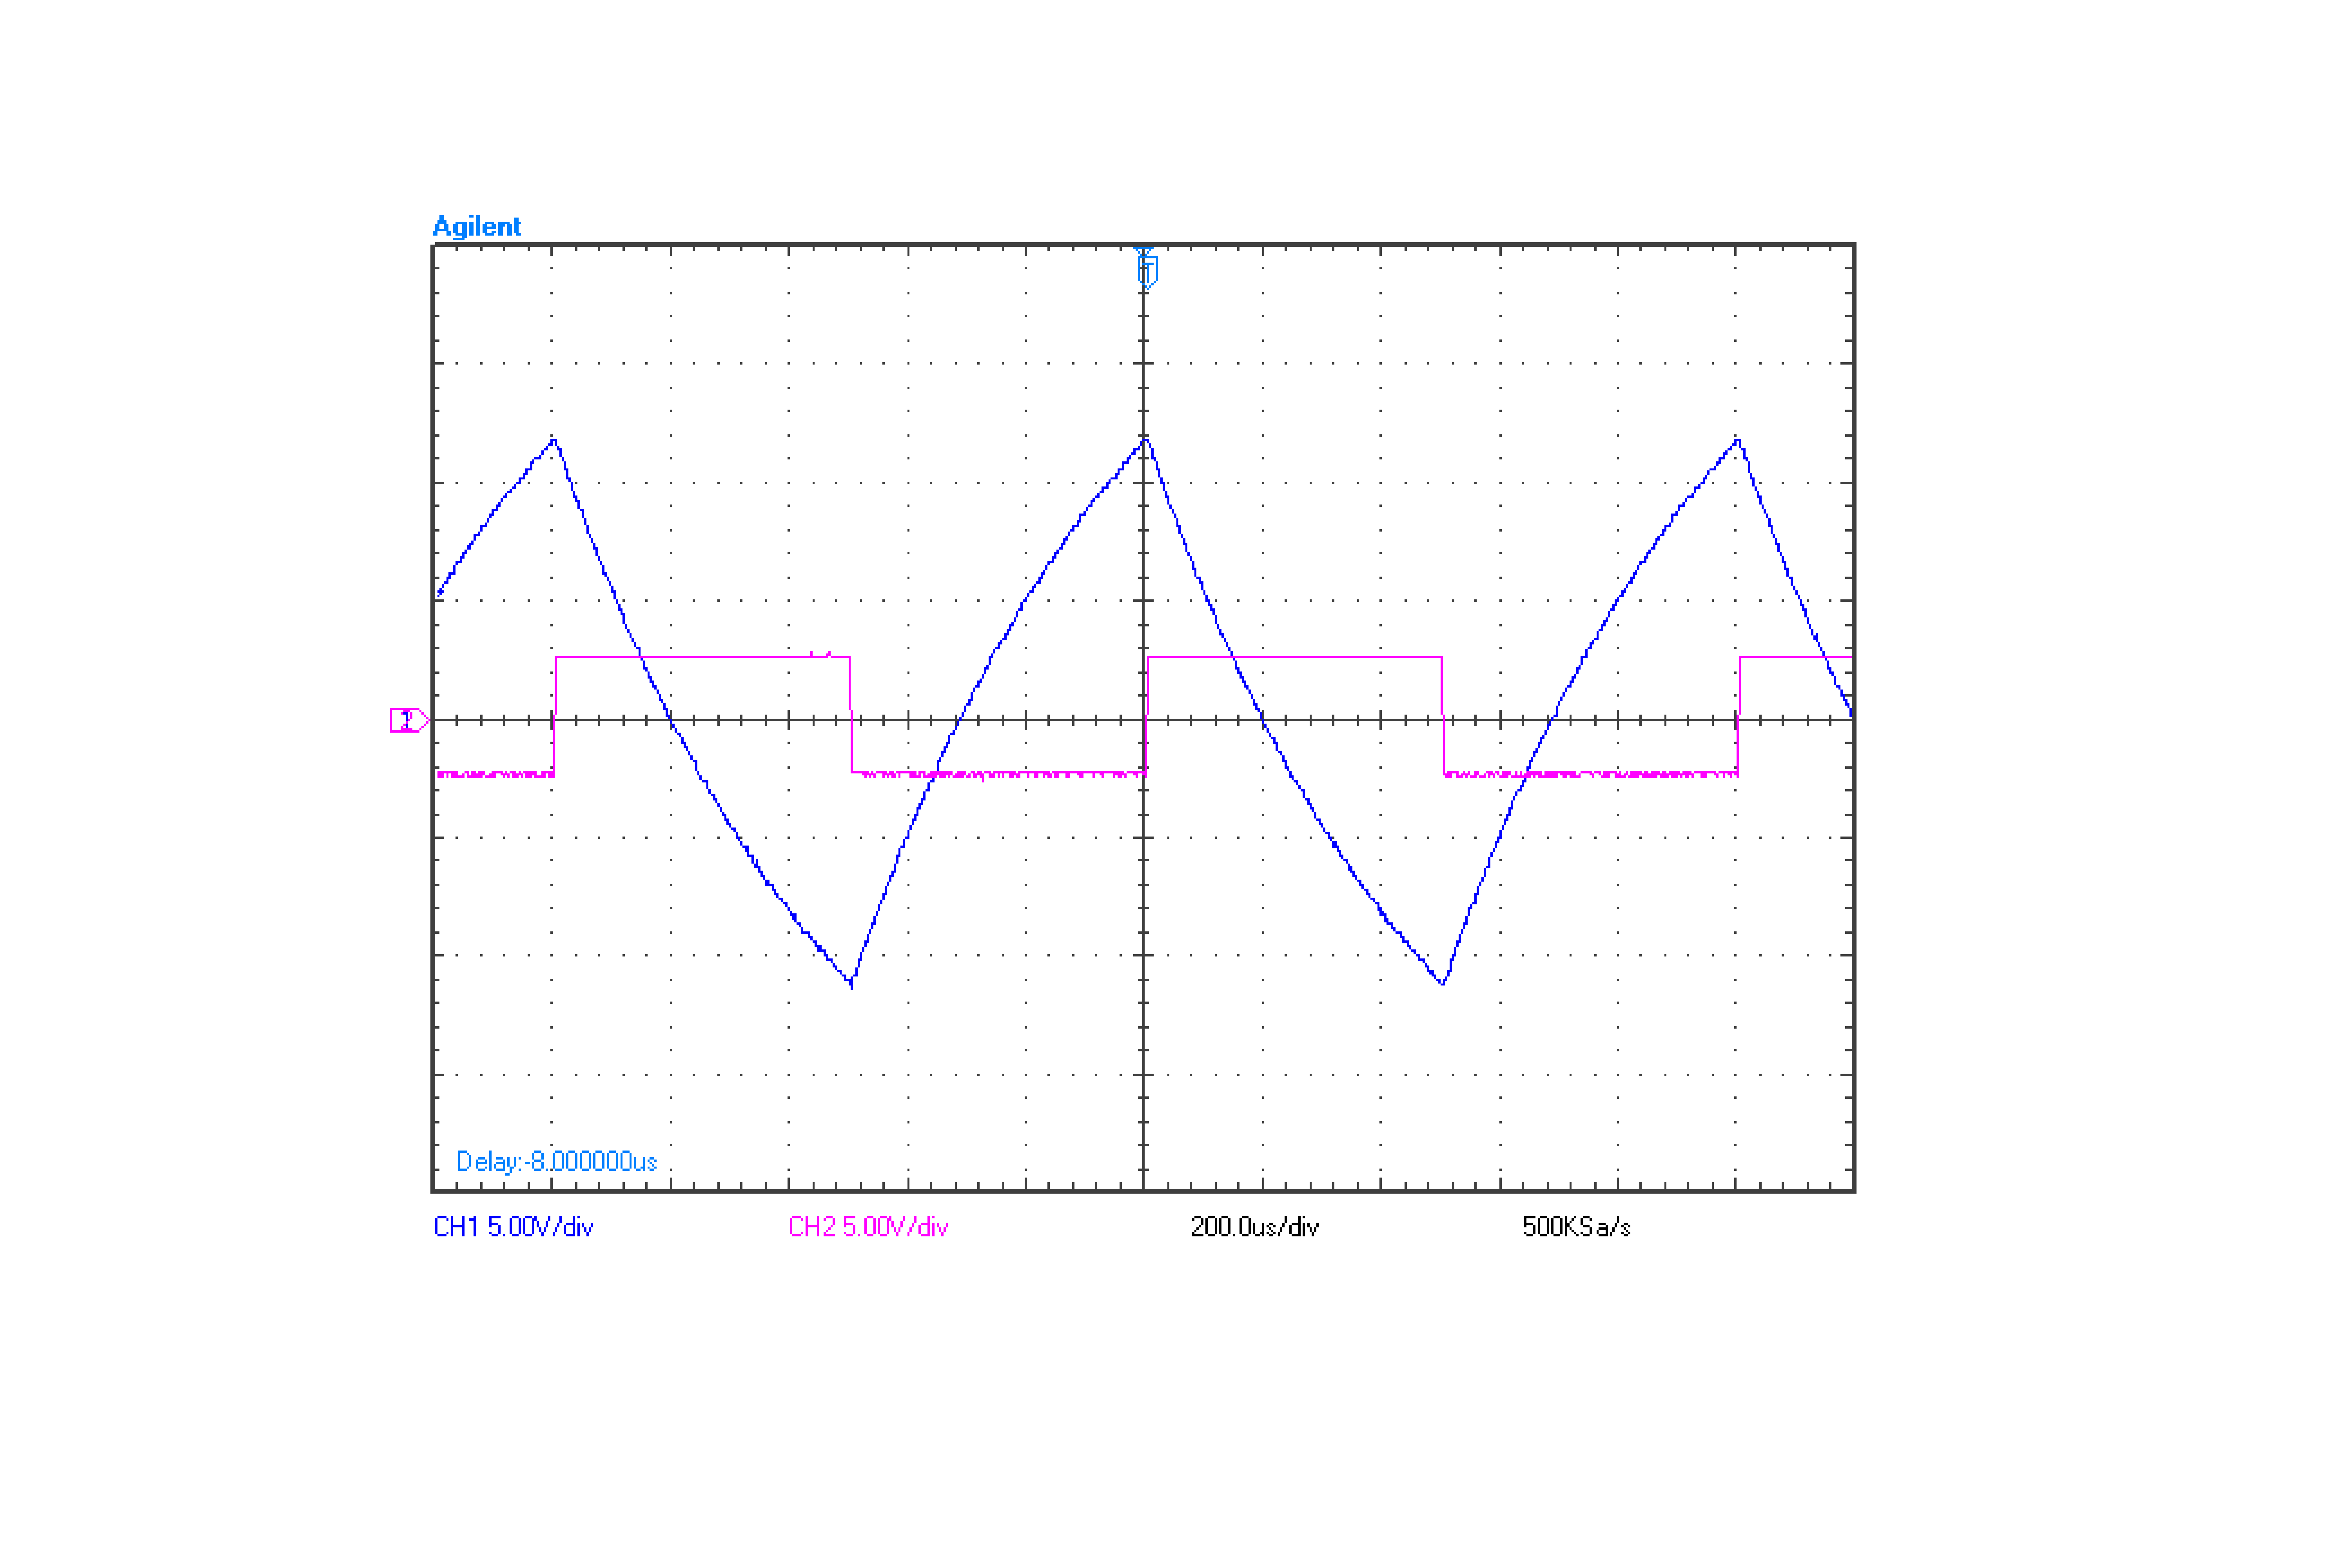 Agilent
T
Delay:-8.000000us
CH1 5.00V/div CH2 5.00V/div 200.0us/div 500KSa/s